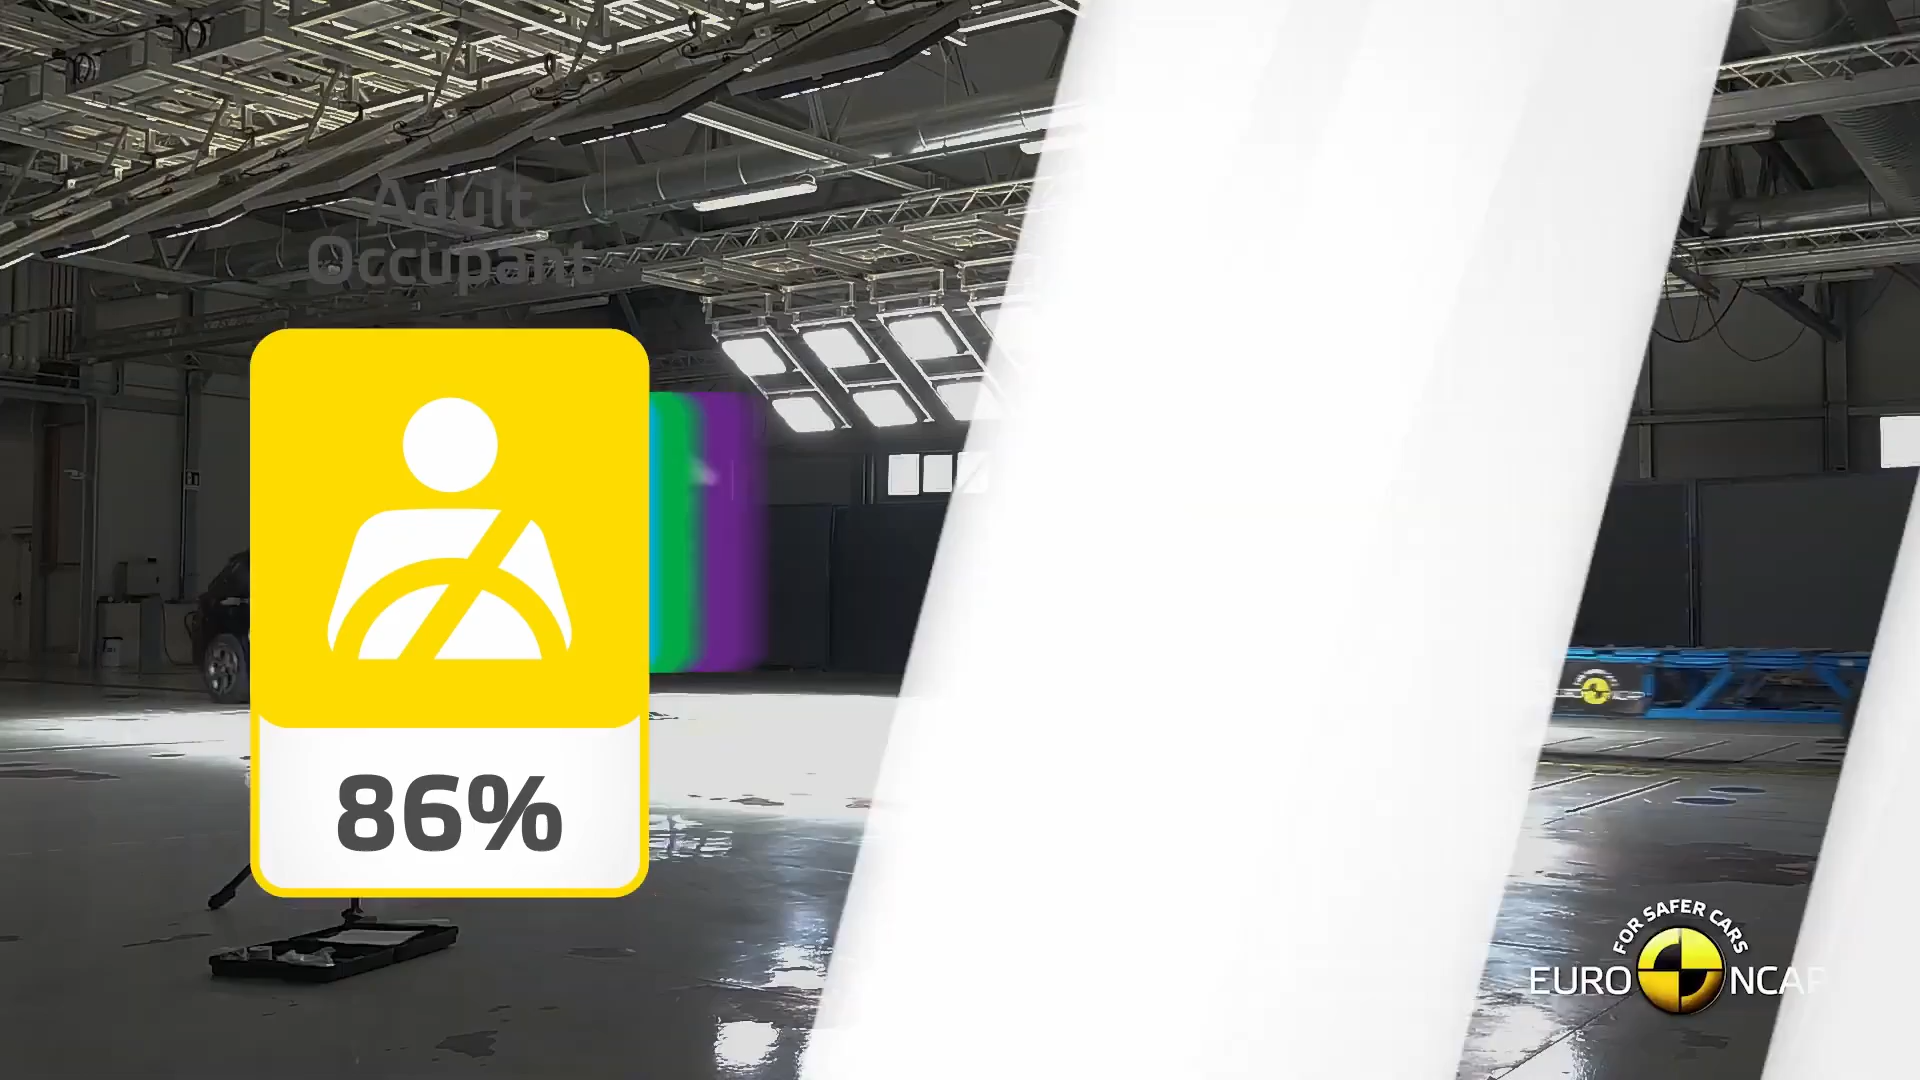 Adult
Occupant
86%
FOR SAFER CARS
EURO NCAP